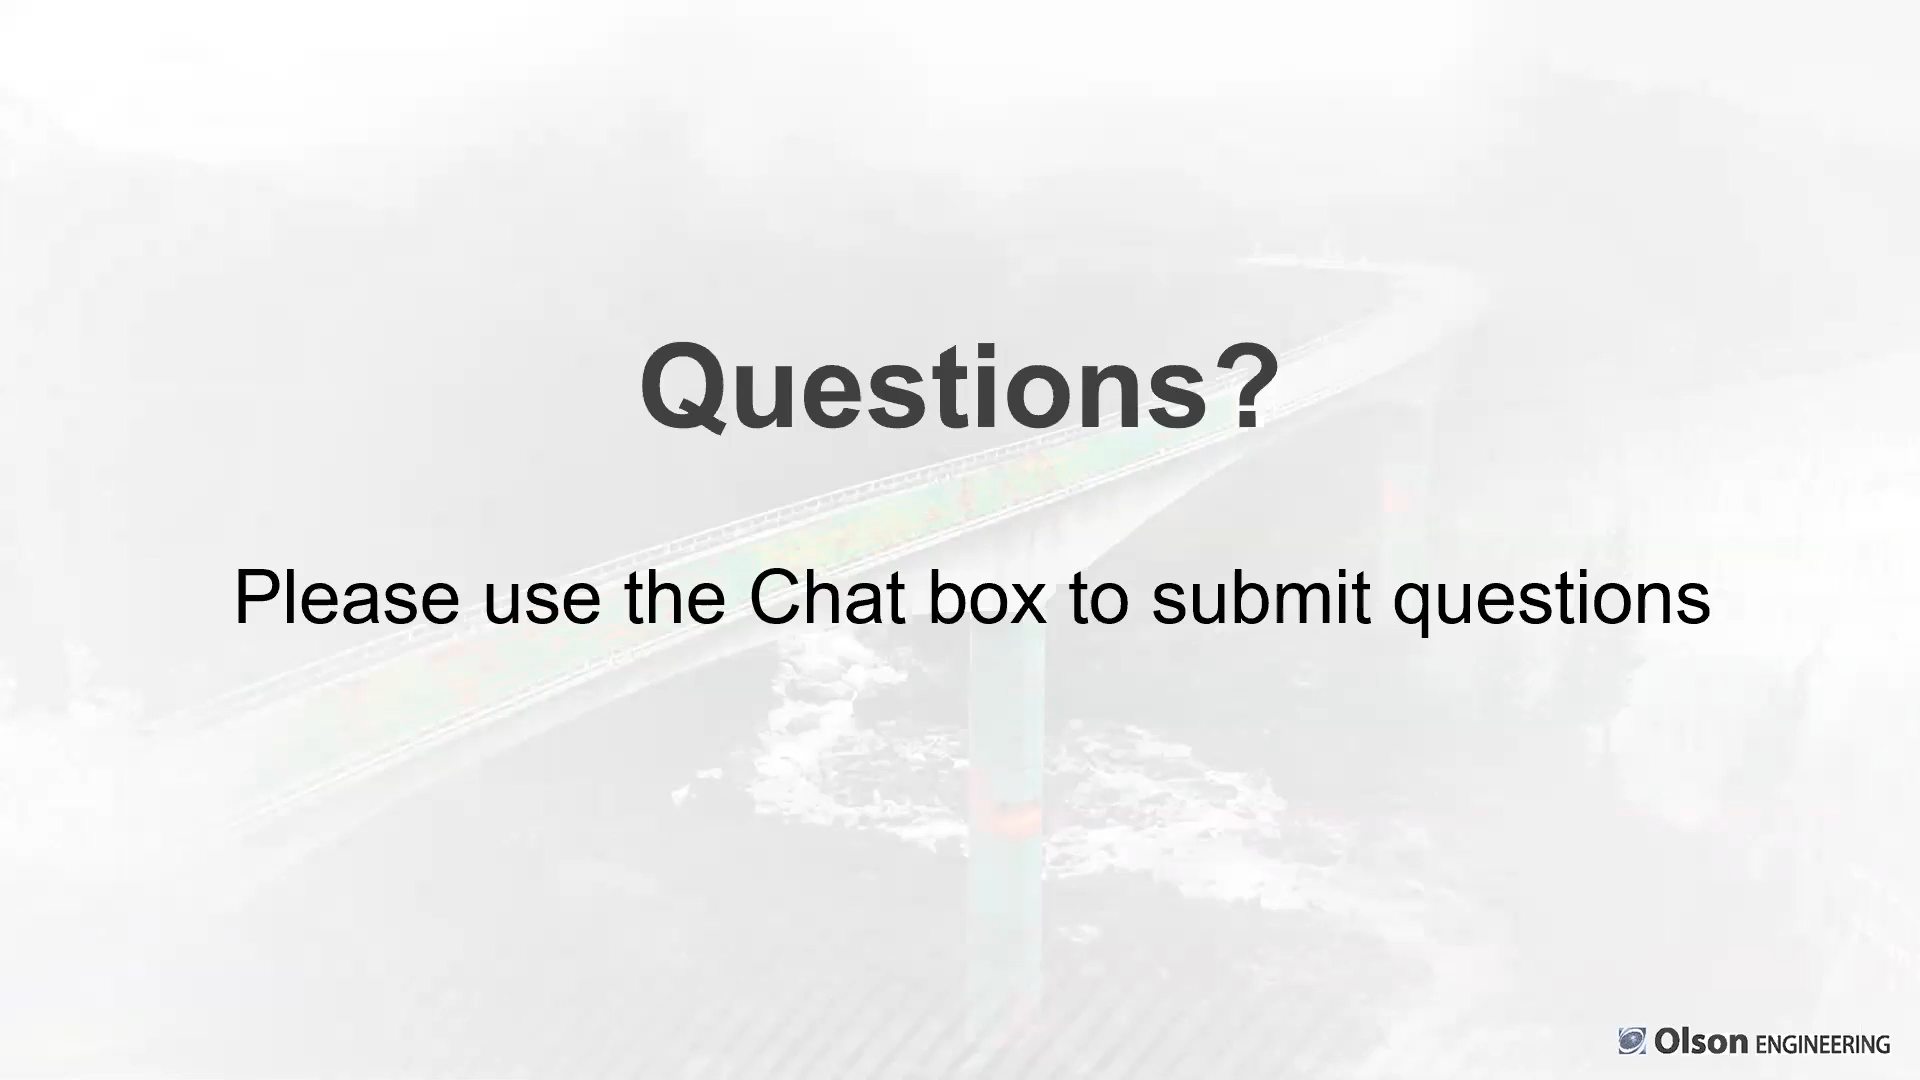 Questions?
Please use the Chat box to submit questions
Olson ENGINEERING